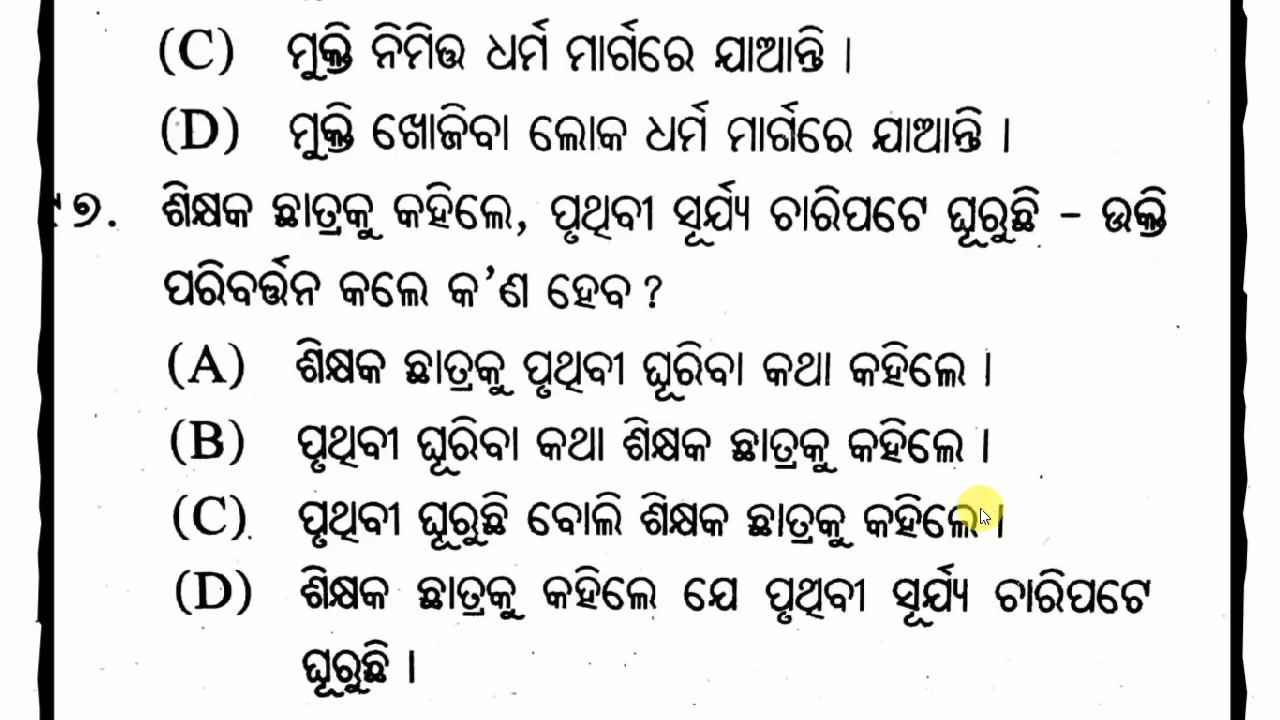 (C) ମୁକ୍ତି ନିମିତ୍ତ ଧର୍ମ ମାର୍ଗରେ ଯାଆନ୍ତି ।
(D) ମୁକ୍ତି ଖୋଜିବା ଲୋକ ଧର୍ମ ମାର୍ଗରେ ଯାଆନ୍ତି ।
୭. ଶିକ୍ଷକ ଛାତ୍ରକୁ କହିଲେ, ପୃଥିବୀ ସୂର୍ଯ୍ୟ ଚାରିପଟେ ଘୂରୁଛି – ଉକ୍ତି
ପରିବର୍ତ୍ତନ କଲେ କ’ଣ ହେବ ?
(A) ଶିକ୍ଷକ ଛାତ୍ରକୁ ପୃଥିବୀ ଘୂରିବା କଥା କହିଲେ ।
(B) ପୃଥିବୀ ଘୂରିବା କଥା ଶିକ୍ଷକ ଛାତ୍ରକୁ କହିଲେ ।
(C) ପୃଥିବୀ ଘୂରୁଛି ବୋଲି ଶିକ୍ଷକ ଛାତ୍ରକୁ କହିଲେ ।
(D) ଶିକ୍ଷକ ଛାତ୍ରକୁ କହିଲେ ଯେ ପୃଥିବୀ ସୂର୍ଯ୍ୟ ଚାରିପଟେ
ଘୂରୁଛି ।